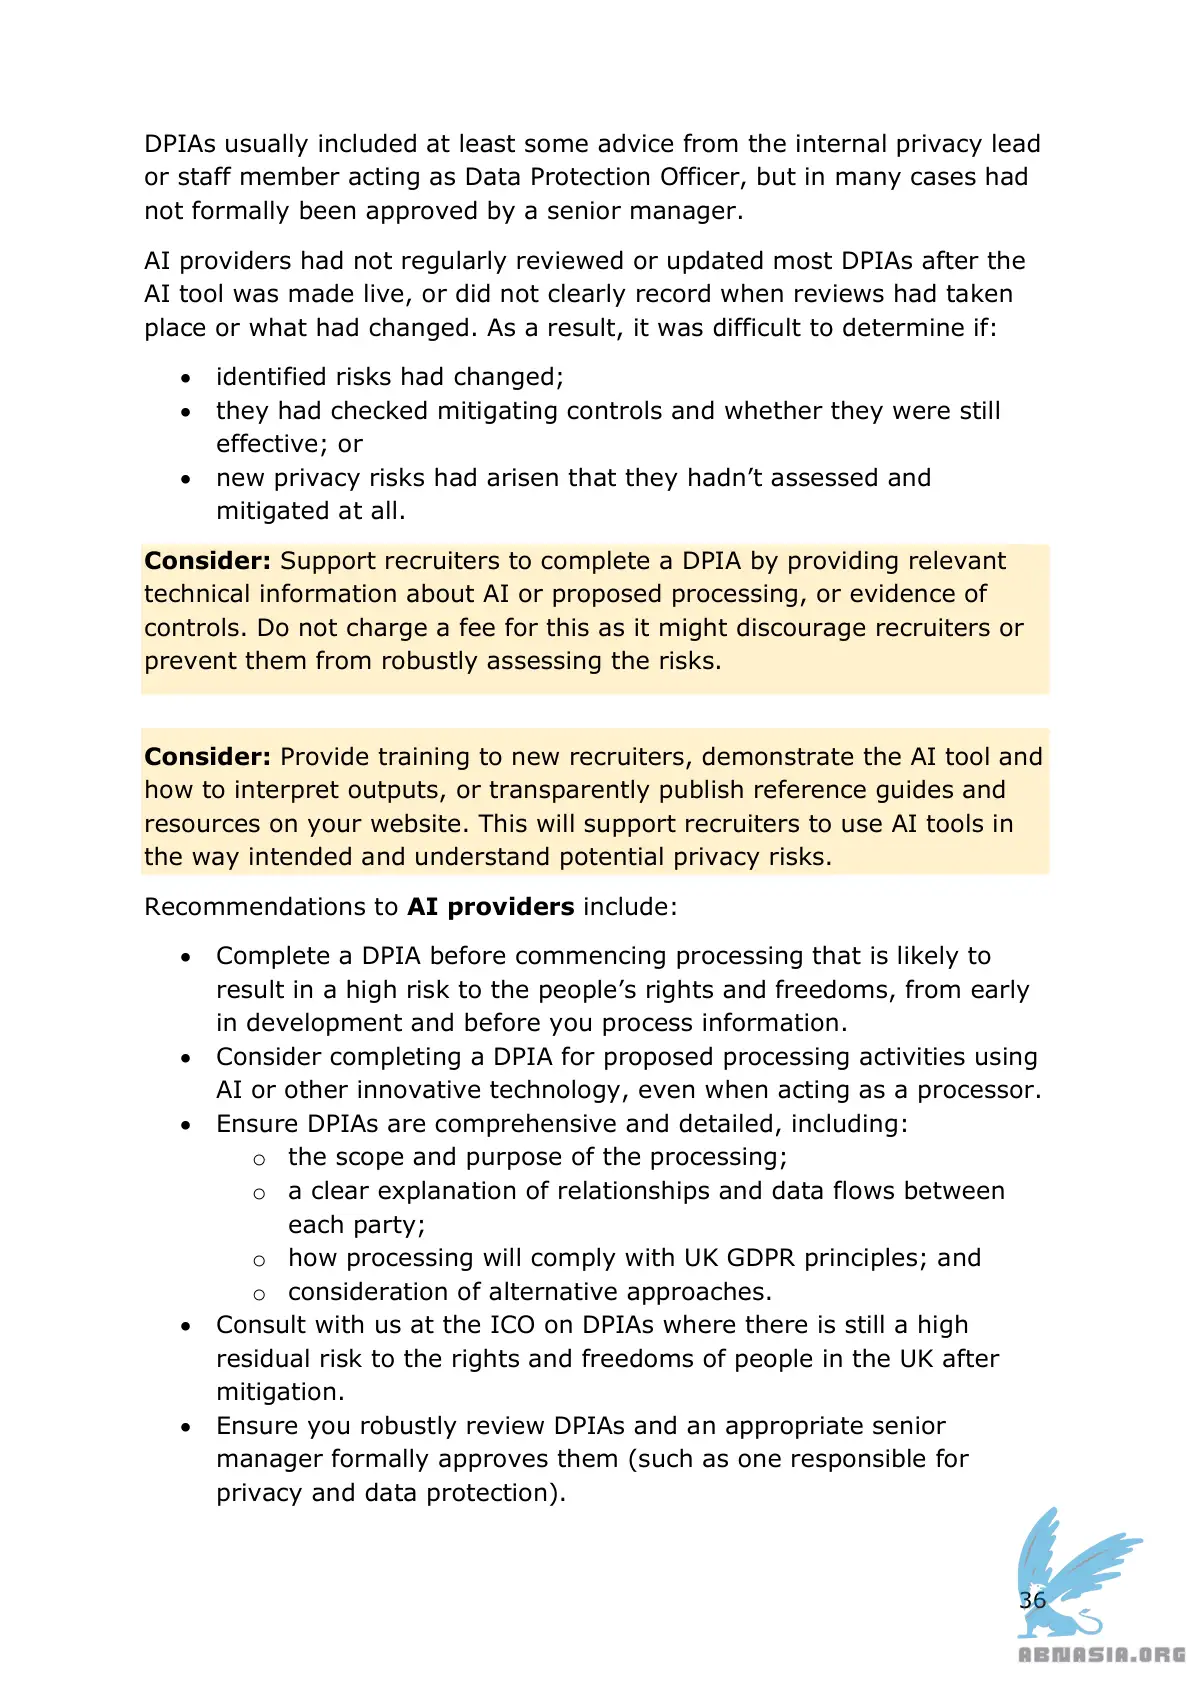 DPIAs usually included at least some advice from the internal privacy lead
or staff member acting as Data Protection Officer, but in many cases had
not formally been approved by a senior manager.
AI providers had not regularly reviewed or updated most DPIAs after the
AI tool was made live, or did not clearly record when reviews had taken
place or what had changed. As a result, it was difficult to determine if:
• identified risks had changed;
• they had checked mitigating controls and whether they were still
effective; or
• new privacy risks had arisen that they hadn’t assessed and
mitigated at all.
Consider: Support recruiters to complete a DPIA by providing relevant
technical information about AI or proposed processing, or evidence of
controls. Do not charge a fee for this as it might discourage recruiters or
prevent them from robustly assessing the risks.
Consider: Provide training to new recruiters, demonstrate the AI tool and
how to interpret outputs, or transparently publish reference guides and
resources on your website. This will support recruiters to use AI tools in
the way intended and understand potential privacy risks.
Recommendations to AI providers include:
• Complete a DPIA before commencing processing that is likely to
result in a high risk to the people’s rights and freedoms, from early
in development and before you process information.
• Consider completing a DPIA for proposed processing activities using
AI or other innovative technology, even when acting as a processor.
• Ensure DPIAs are comprehensive and detailed, including:
o the scope and purpose of the processing;
o a clear explanation of relationships and data flows between
each party;
o how processing will comply with UK GDPR principles; and
o consideration of alternative approaches.
• Consult with us at the ICO on DPIAs where there is still a high
residual risk to the rights and freedoms of people in the UK after
mitigation.
• Ensure you robustly review DPIAs and an appropriate senior
manager formally approves them (such as one responsible for
privacy and data protection).
36
ABNASIA.ORG